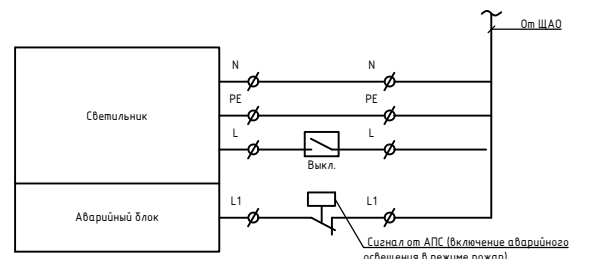 От ЩАО
N N
PE PE
Светильник
L L
Выкл.
L1 L1
Аварийный блок
Сигнал от АПС (включение аварийного
освещения в режиме пожар)